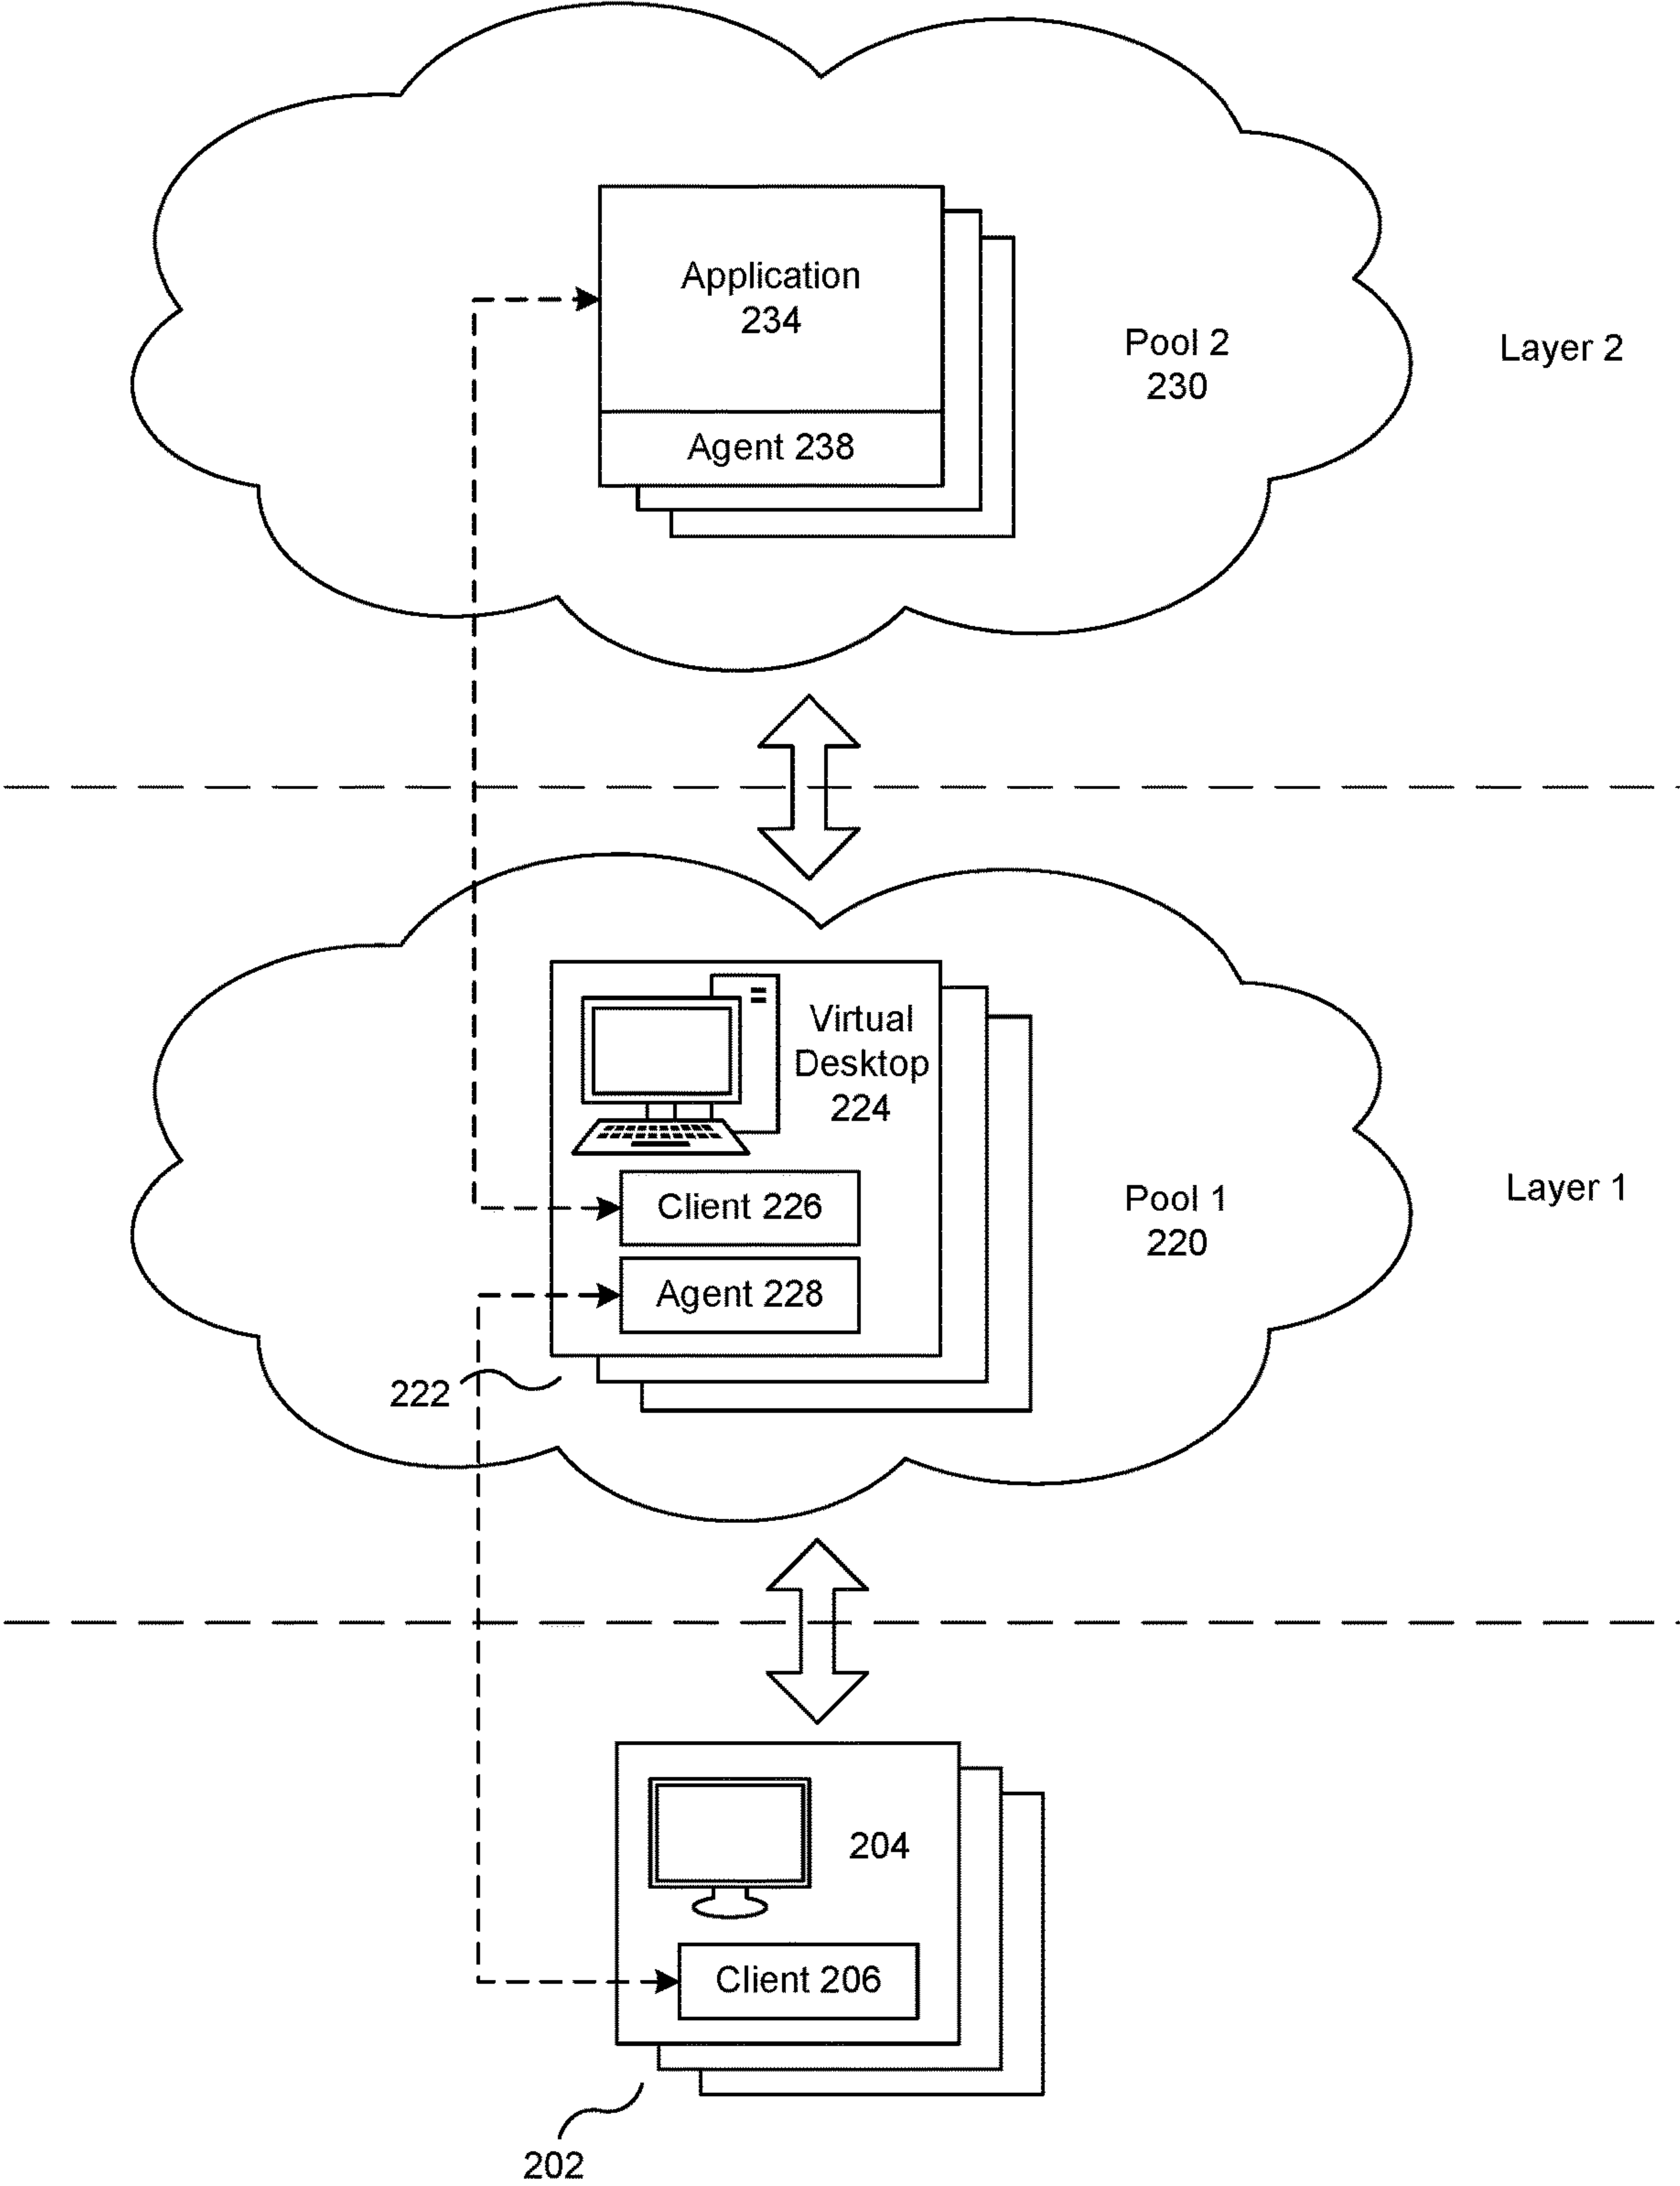 Application
234
Agent 238
Pool 2
230
Layer 2
Virtual
Desktop
224
Client 226
Agent 228
222
Pool 1
220
Layer 1
204
Client 206
202